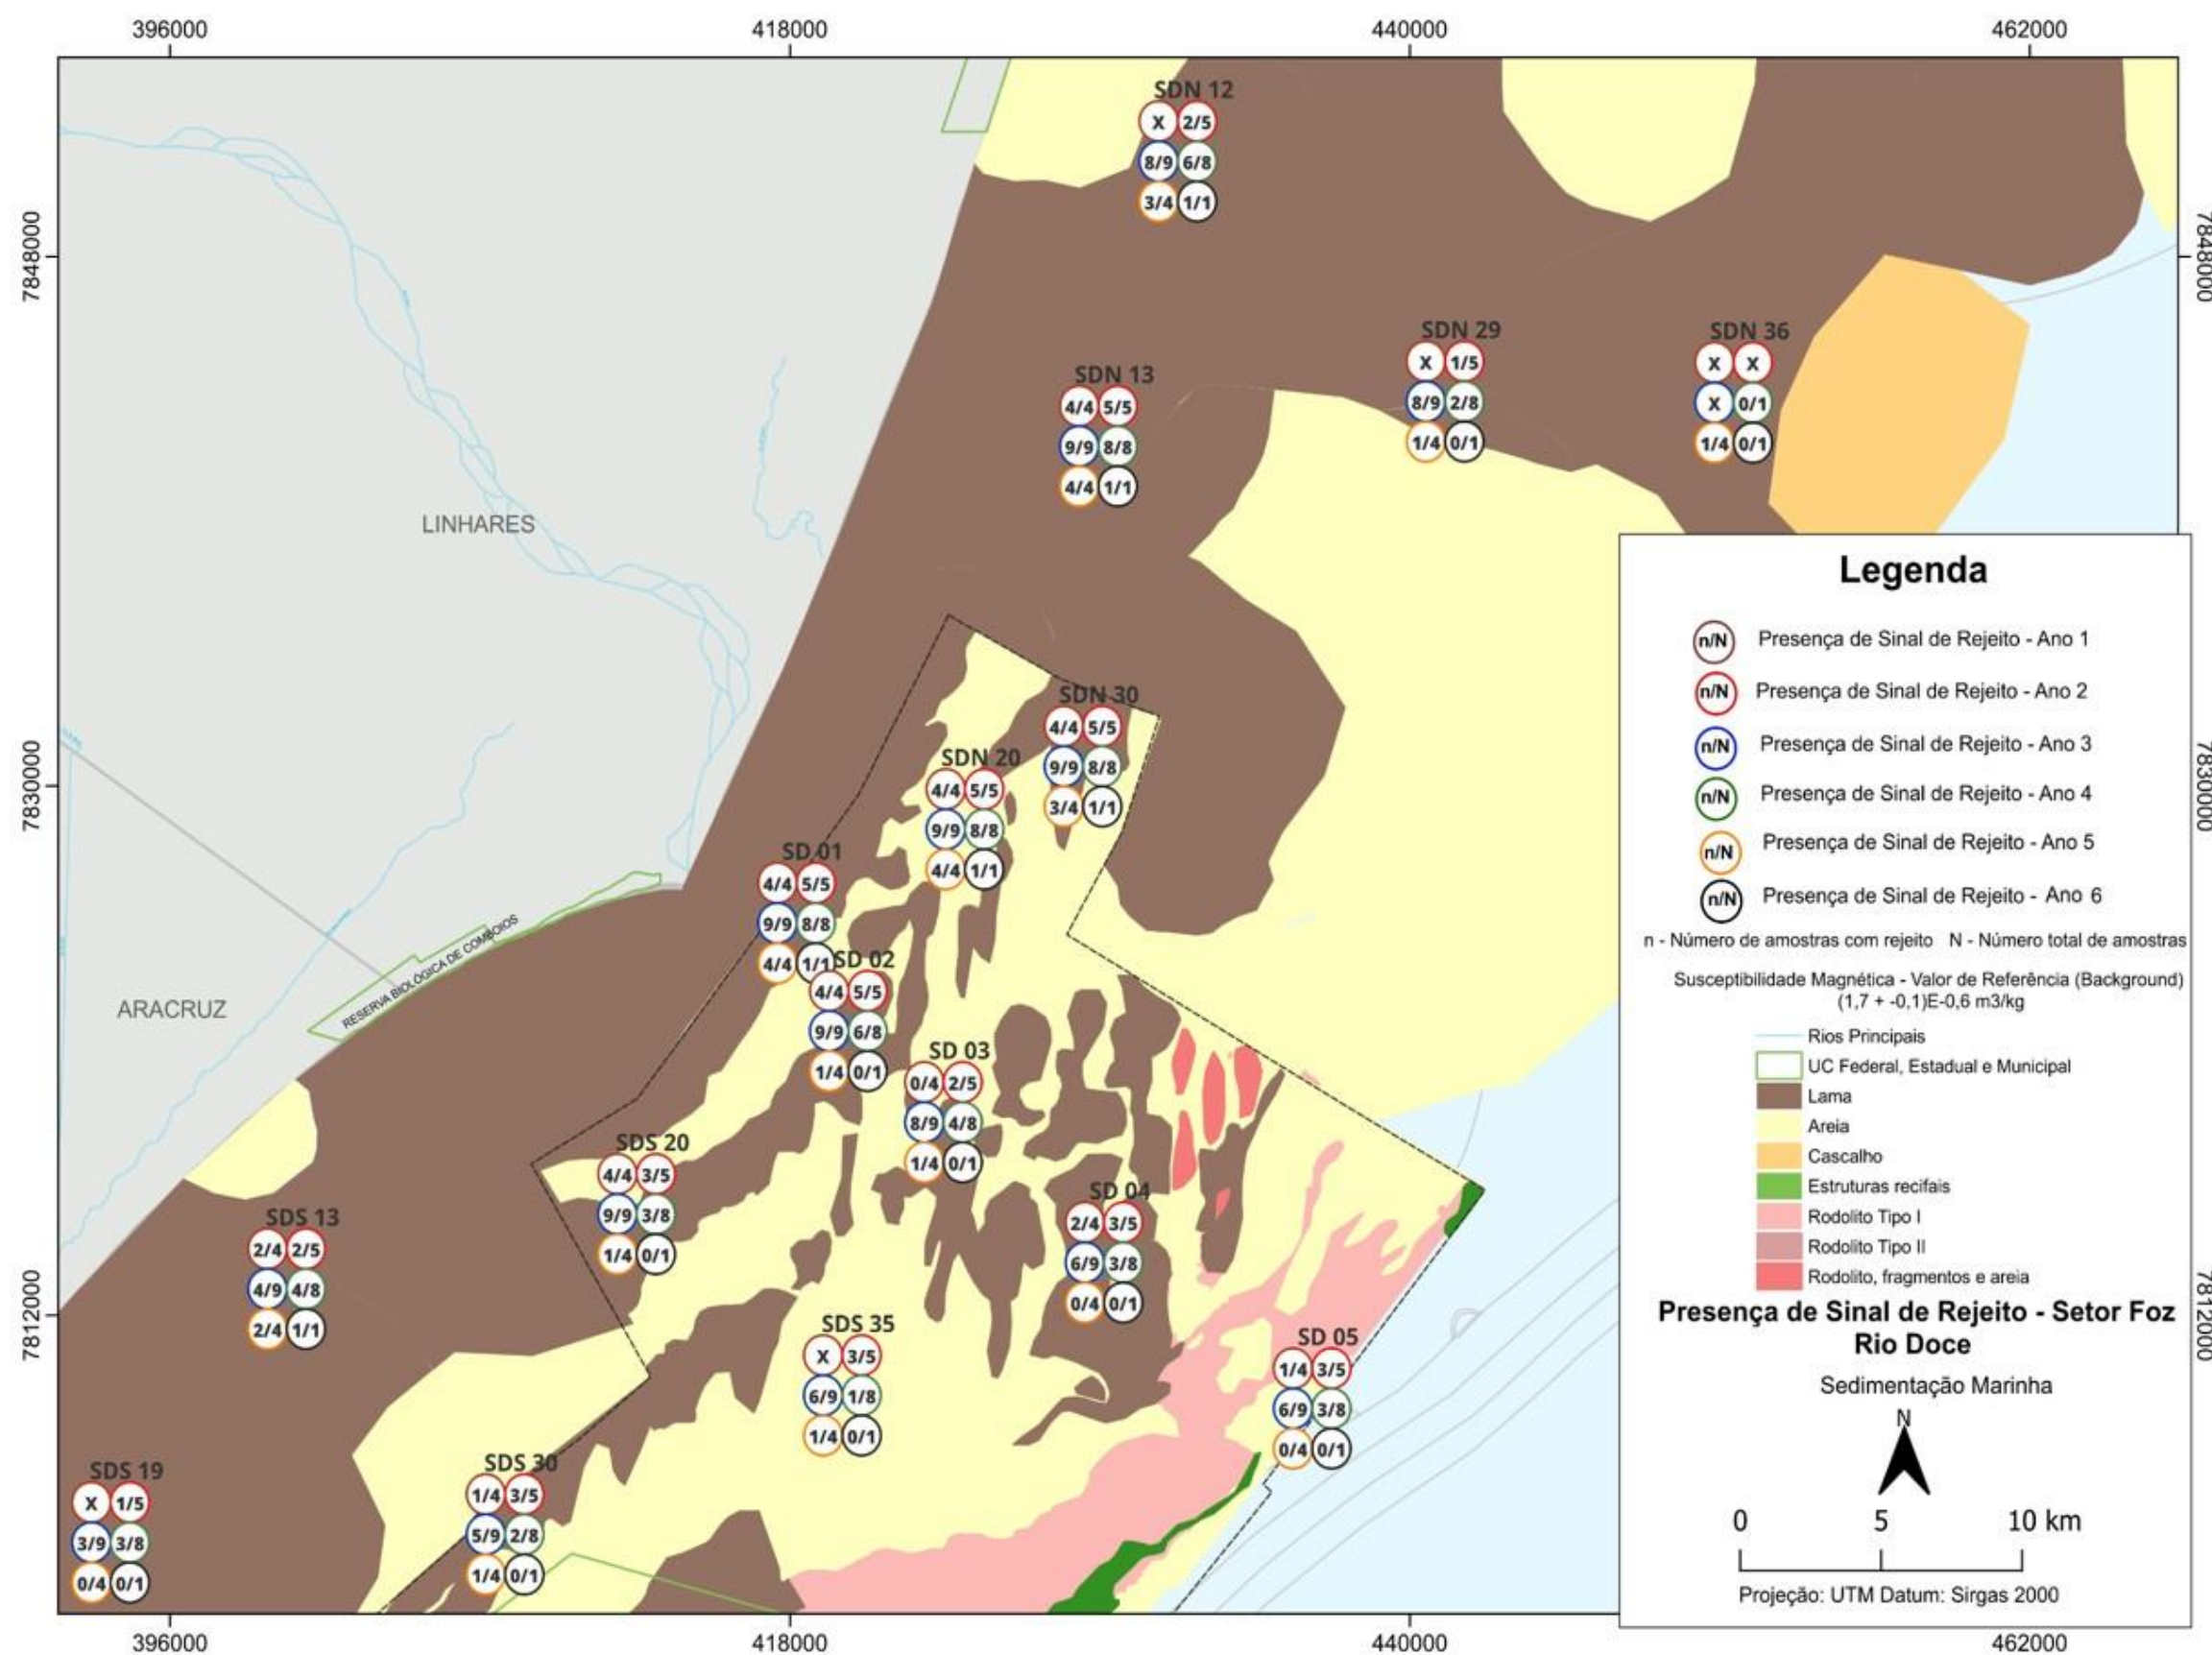 396000
418000
440000
462000
SDN 12
X 2/5
8/9 6/8
3/4 1/1
7848000
7848000
SDN 29
X 1/5
8/9 2/8
1/4 0/1
SDN 36
X X
X 0/1
1/4 0/1
SDN 13
4/4 5/5
9/9 8/8
4/4 1/1
LINHARES
SDN 30
4/4 5/5
9/9 8/8
3/4 1/1
SDN 20
4/4 5/5
9/9 8/8
4/4 1/1
7830000
7830000
SD 01
4/4 5/5
9/9 8/8
4/4 1/1
SD 02
4/4 5/5
9/9 6/8
1/4 0/1
RESERVA BIOLÓGICA DE COMBOIOS
ARACRUZ
SD 03
0/4 2/5
8/9 4/8
1/4 0/1
SDS 20
4/4 3/5
9/9 3/8
1/4 0/1
SD 04
2/4 3/5
6/9 3/8
0/4 0/1
SDS 13
2/4 2/5
4/9 4/8
2/4 1/1
7812000
7812000
SDS 35
X 3/5
6/9 1/8
1/4 0/1
SD 05
1/4 3/5
6/9 3/8
0/4 0/1
SDS 19
X 1/5
3/9 3/8
0/4 0/1
SDS 30
1/4 3/5
5/9 2/8
1/4 0/1
Legenda
n/N Presença de Sinal de Rejeito - Ano 1
n/N Presença de Sinal de Rejeito - Ano 2
n/N Presença de Sinal de Rejeito - Ano 3
n/N Presença de Sinal de Rejeito - Ano 4
n/N Presença de Sinal de Rejeito - Ano 5
n/N Presença de Sinal de Rejeito - Ano 6
n - Número de amostras com rejeito N - Número total de amostras
Susceptibilidade Magnética - Valor de Referência (Background)
(1,7 + -0,1)E-0,6 m3/kg
Rios Principais
UC Federal, Estadual e Municipal
Lama
Areia
Cascalho
Estruturas recifais
Rodolito Tipo I
Rodolito Tipo II
Rodolito, fragmentos e areia
Presença de Sinal de Rejeito - Setor Foz
Rio Doce
Sedimentação Marinha
N
0 5 10 km
Projeção: UTM Datum: Sirgas 2000
396000
418000
440000
462000